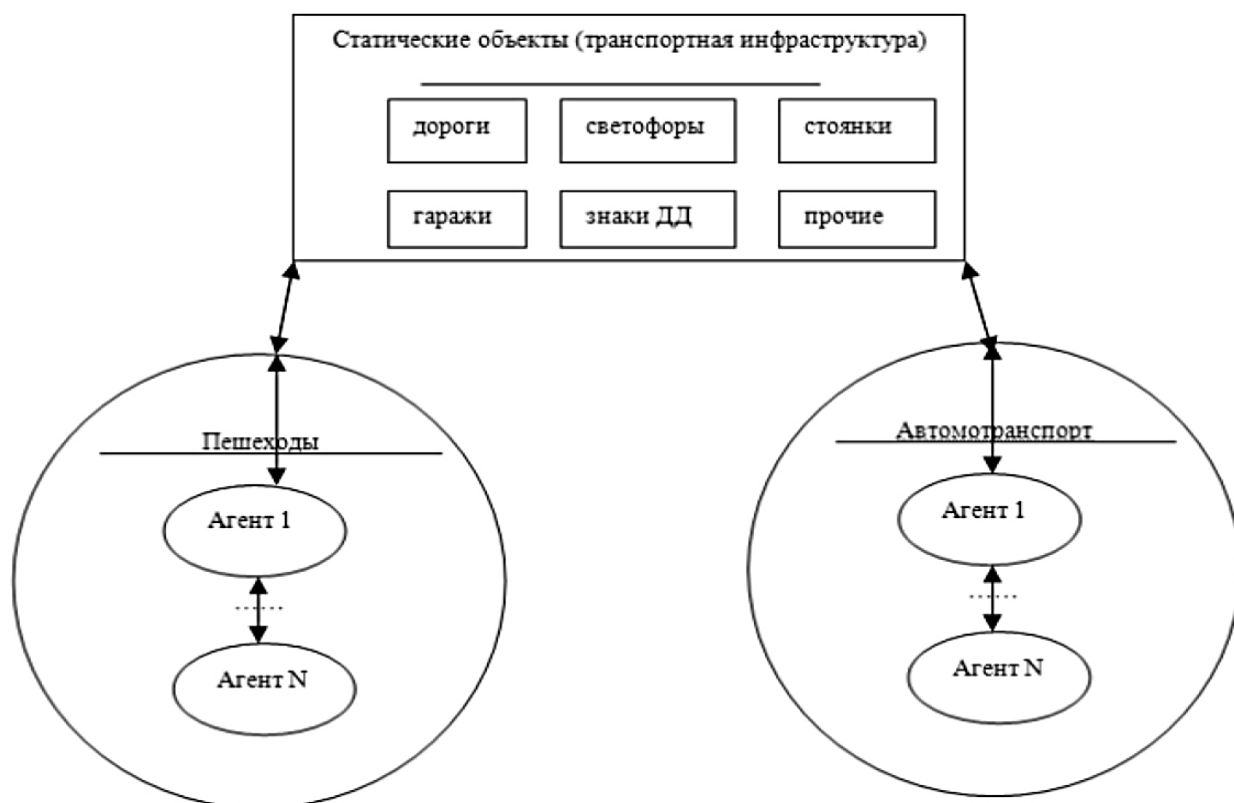 Статические объекты (транспортная инфраструктура)
дороги
светофоры
стоянки
гаражи
знаки ДД
прочие
Пешеходы
Агент 1
Агент N
Автомотранспорт
Агент 1
Агент N